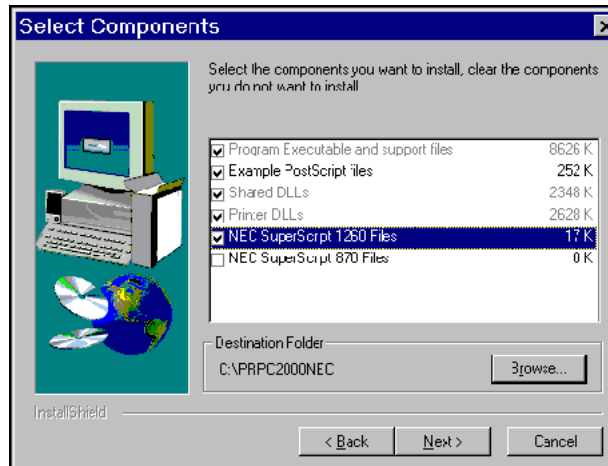 Select Components
Select the components you want to install, clear the components
you do not want to install.
Program Executable and support files 8626 K
Example PostScript files 252 K
Shared DLLs 2348 K
Printer DLLs 2628 K
NEC SuperScript 1260 Files 17 K
NEC SuperScript 870 Files 0 K
Destination Folder
C:\PRPC2000NEC
Browse...
InstallShield
< Back Next > Cancel